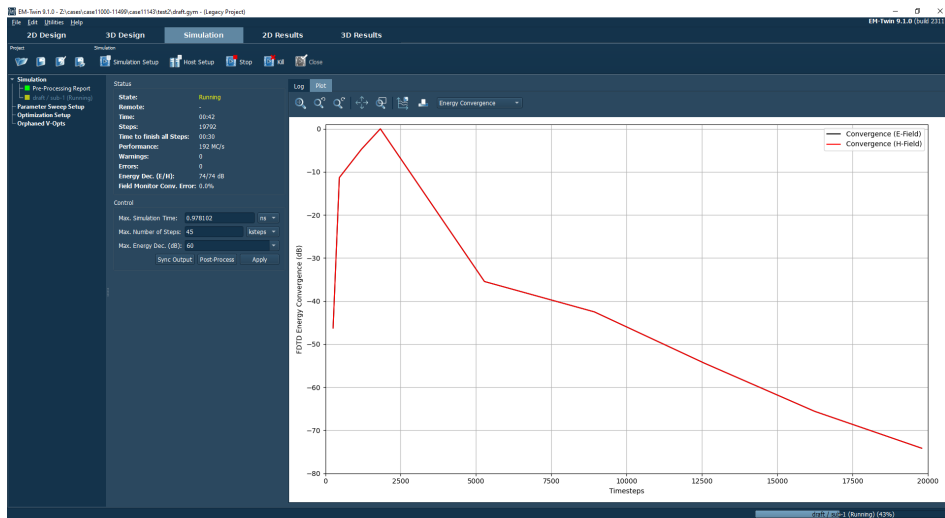 EM-Twin 9.1.0 - Z:\cases\case11000-11499\case11143\test2\draft.gym - (Legacy Project)
File Edit Utilities Help
EM-Twin 9.1.0 (build 2311
2D Design 3D Design Simulation 2D Results 3D Results
Project Simulation
Simulation Setup Host Setup Stop Kill Close
Simulation
Pre-Processing Report
draft / sub-1 (Running)
Parameter Sweep Setup
Optimization Setup
Orphaned V-Opts
Status
State: Running
Remote: -
Time: 00:42
Steps: 19792
Time to finish all Steps: 00:30
Performance: 192 MC/s
Warnings: 0
Errors: 0
Energy Dec. (E/H): 74/74 dB
Field Monitor Conv. Error: 0.0%
Control
Max. Simulation Time: 0.978102 ns
Max. Number of Steps: 45 ksteps
Max. Energy Dec. (dB): 60
Sync Output Post-Process Apply
Log Plot
Energy Convergence
Convergence (E-Field)
Convergence (H-Field)
FDTD Energy Convergence (dB)
0
−10
−20
−30
−40
−50
−60
−70
−80
0 2500 5000 7500 10000 12500 15000 17500 20000
Timesteps
draft / sub-1 (Running) (43%)